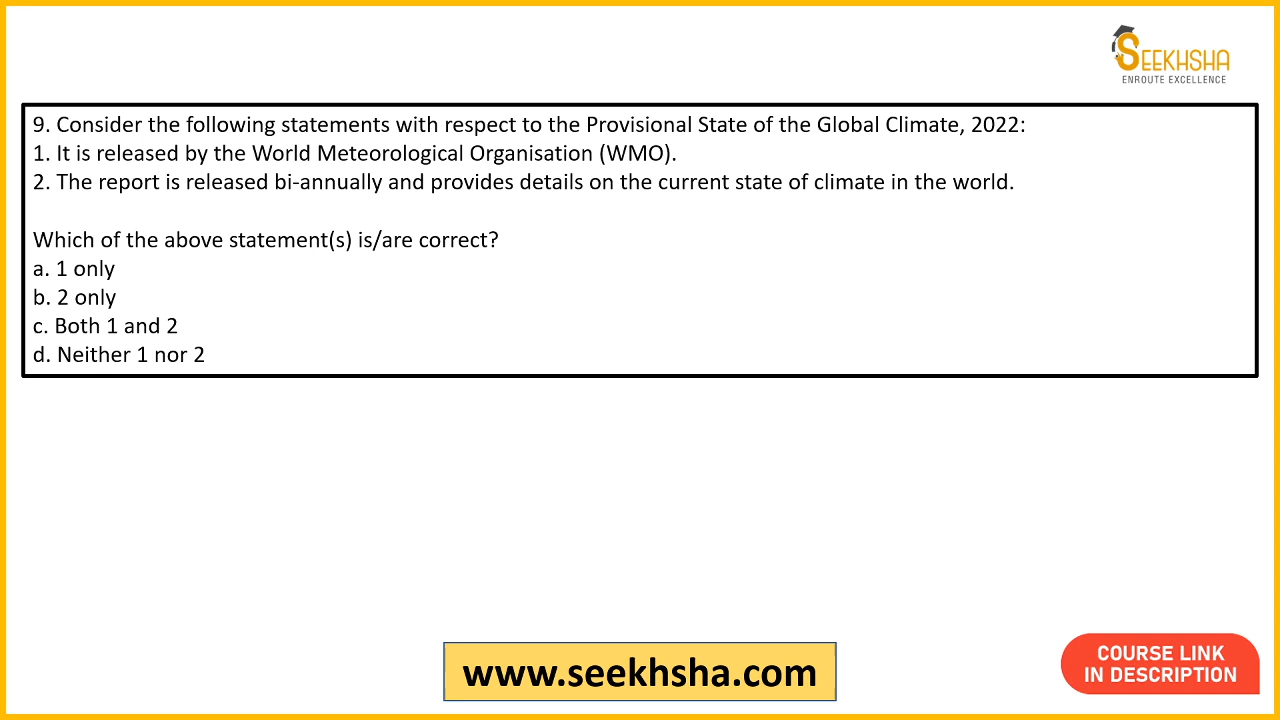 SEEKHSHA
ENROUTE EXCELLENCE
9. Consider the following statements with respect to the Provisional State of the Global Climate, 2022:
1. It is released by the World Meteorological Organisation (WMO).
2. The report is released bi-annually and provides details on the current state of climate in the world.
Which of the above statement(s) is/are correct?
a. 1 only
b. 2 only
c. Both 1 and 2
d. Neither 1 nor 2
www.seekhsha.com
COURSE LINK
IN DESCRIPTION